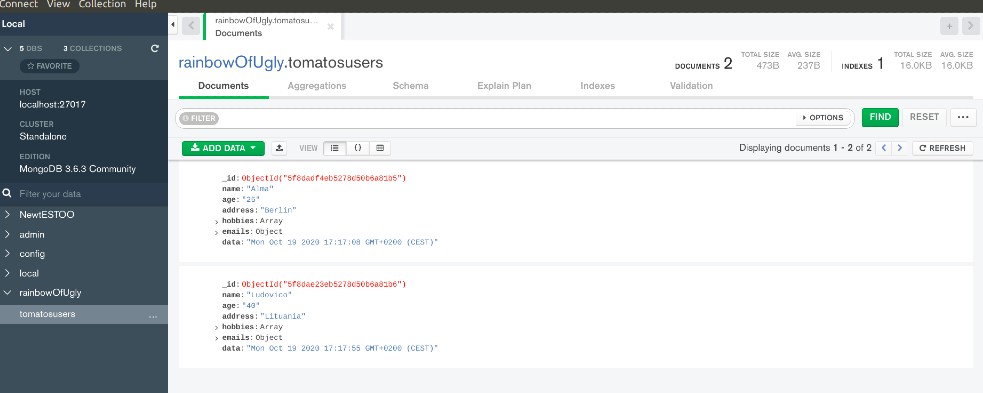 Connect View Collection Help
Local
5 DBS 3 COLLECTIONS
FAVORITE
HOST
localhost:27017
CLUSTER
Standalone
EDITION
MongoDB 3.6.3 Community
Filter your data
NewtESTOO
admin
config
local
rainbowOfUgly
tomatosusers
...
rainbowOfUgly.tomatosu...
Documents
rainbowOfUgly.tomatosusers
DOCUMENTS 2 TOTAL SIZE 473B AVG. SIZE 237B INDEXES 1 TOTAL SIZE 16.0KB AVG. SIZE 16.0KB
Documents Aggregations Schema Explain Plan Indexes Validation
FILTER OPTIONS FIND RESET ...
ADD DATA VIEW {} Displaying documents 1 - 2 of 2 REFRESH
_id: ObjectId("5f8dadf4eb5278d50b6a81b5")
name: "Alma"
age: "25"
address: "Berlin"
hobbies: Array
emails: Object
data: "Mon Oct 19 2020 17:17:08 GMT+0200 (CEST)"
_id: ObjectId("5f8dae23eb5278d50b6a81b6")
name: "Ludovico"
age: "40"
address: "Lituania"
hobbies: Array
emails: Object
data: "Mon Oct 19 2020 17:17:55 GMT+0200 (CEST)"